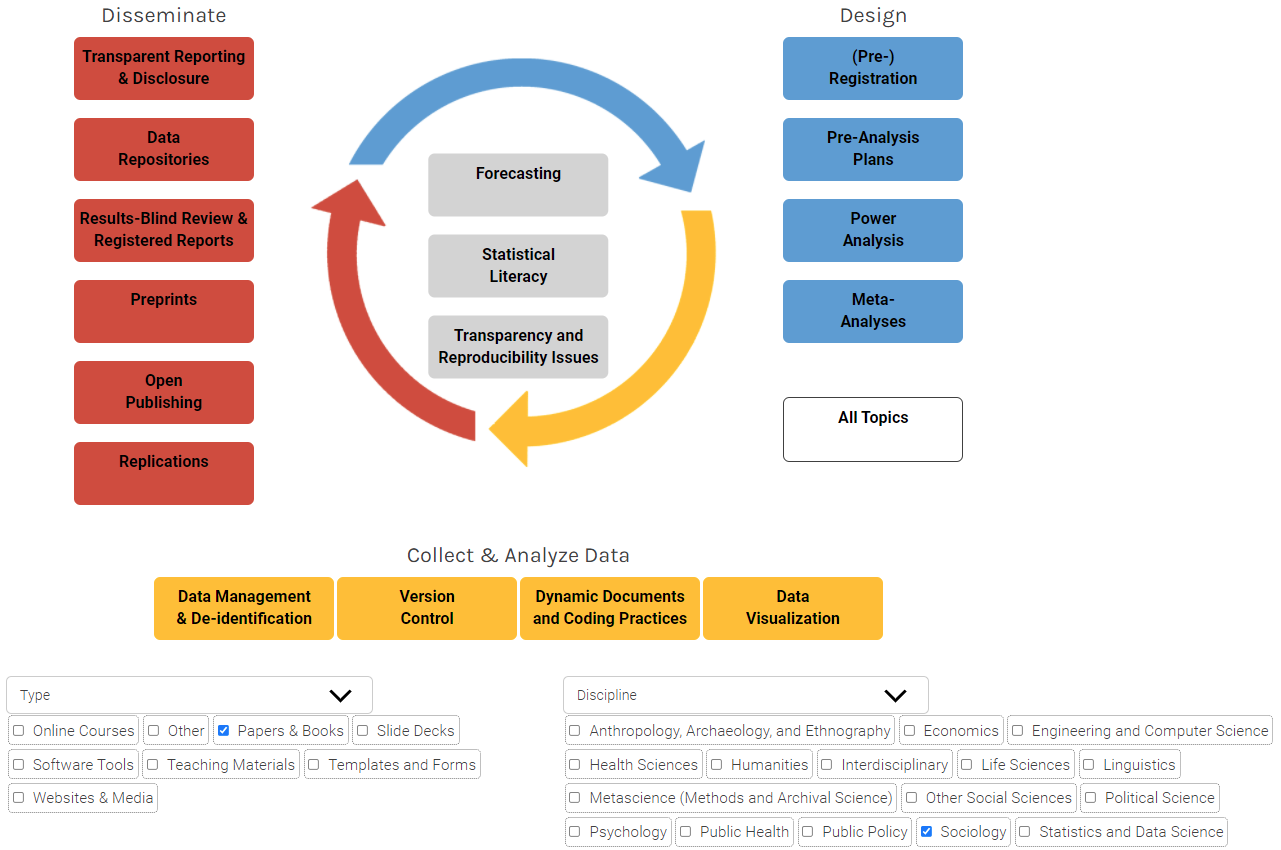 Disseminate
Transparent Reporting
& Disclosure
Data
Repositories
Results-Blind Review &
Registered Reports
Preprints
Open
Publishing
Replications
Forecasting
Statistical
Literacy
Transparency and
Reproducibility Issues
Design
(Pre-)
Registration
Pre-Analysis
Plans
Power
Analysis
Meta-
Analyses
All Topics
Collect & Analyze Data
Data Management
& De-identification
Version
Control
Dynamic Documents
and Coding Practices
Data
Visualization
Type
Online Courses Other Papers & Books Slide Decks
Software Tools Teaching Materials Templates and Forms
Websites & Media
Discipline
Anthropology, Archaeology, and Ethnography Economics Engineering and Computer Science
Health Sciences Humanities Interdisciplinary Life Sciences Linguistics
Metascience (Methods and Archival Science) Other Social Sciences Political Science
Psychology Public Health Public Policy Sociology Statistics and Data Science